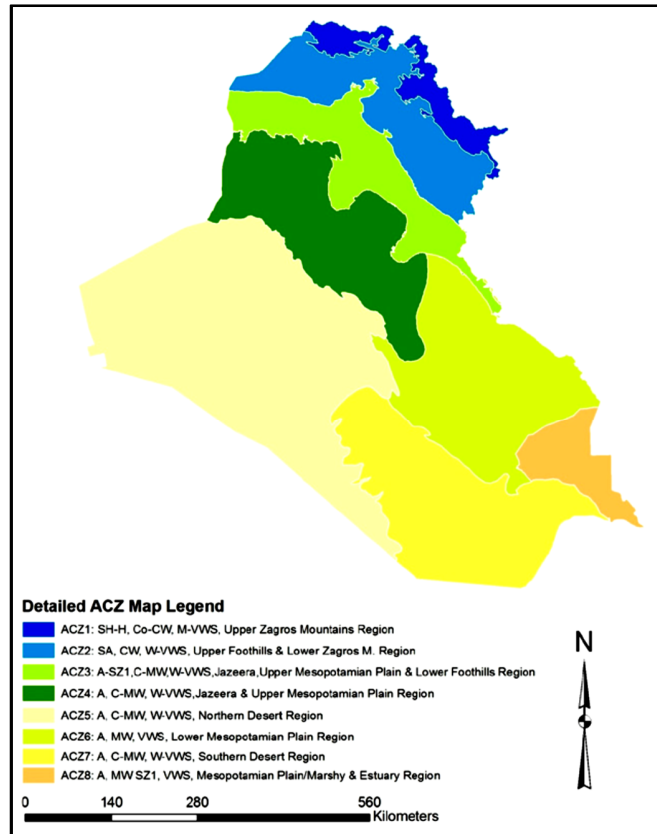 Detailed ACZ Map Legend
ACZ1: SH-H, Co-CW, M-VWS, Upper Zagros Mountains Region
ACZ2: SA, CW, W-VWS, Upper Foothills & Lower Zagros M. Region
ACZ3: A-SZ1,C-MW,W-VWS,Jazeera,Upper Mesopotamian Plain & Lower Foothills Region
ACZ4: A, C-MW, W-VWS,Jazeera & Upper Mesopotamian Plain Region
ACZ5: A, C-MW, W-VWS, Northern Desert Region
ACZ6: A, MW, VWS, Lower Mesopotamian Plain Region
ACZ7: A, C-MW, W-VWS, Southern Desert Region
ACZ8: A, MW SZ1, VWS, Mesopotamian Plain/Marshy & Estuary Region
N
0 140 280 560
Kilometers